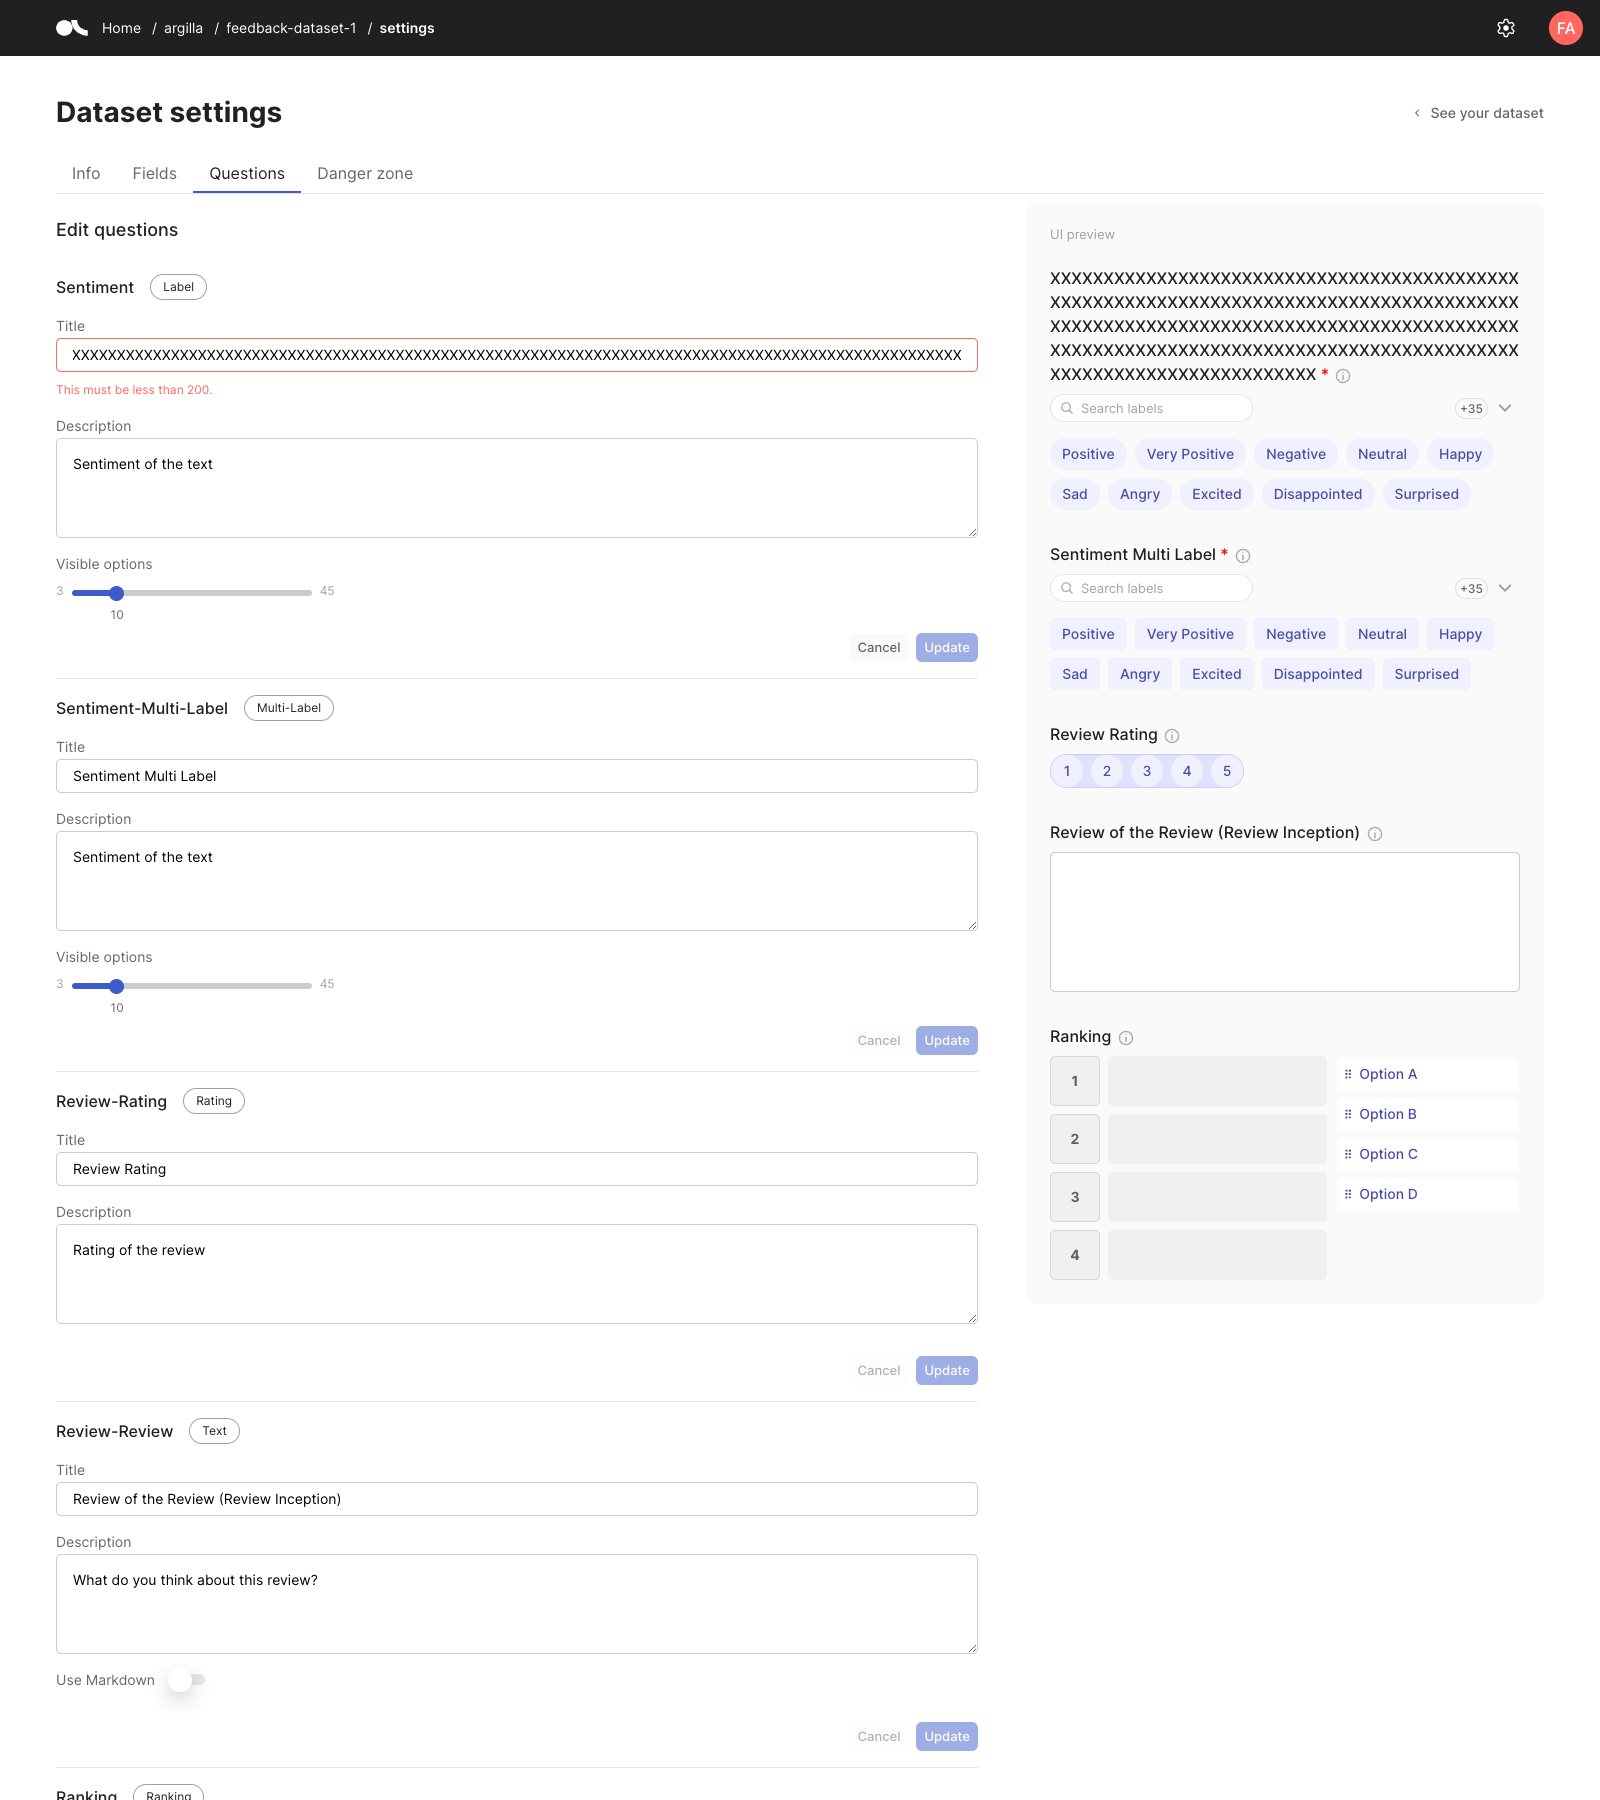 Home / argilla / feedback-dataset-1 / settings
FA
Dataset settings
See your dataset
Info Fields Questions Danger zone
Edit questions
Sentiment Label
Title
This must be less than 200.
Description
Sentiment of the text
Visible options
3 45
10
Cancel Update
Sentiment-Multi-Label Multi-Label
Title
Sentiment Multi Label
Description
Sentiment of the text
Visible options
3 45
10
Cancel Update
Review-Rating Rating
Title
Review Rating
Description
Rating of the review
Cancel Update
Review-Review Text
Title
Review of the Review (Review Inception)
Description
What do you think about this review?
Use Markdown
Cancel Update
Ranking Ranking
UI preview
*
Search labels +35
Positive Very Positive Negative Neutral Happy
Sad Angry Excited Disappointed Surprised
Sentiment Multi Label *
Search labels +35
Positive Very Positive Negative Neutral Happy
Sad Angry Excited Disappointed Surprised
Review Rating
1 2 3 4 5
Review of the Review (Review Inception)
Ranking
1
2
3
4
Option A
Option B
Option C
Option D